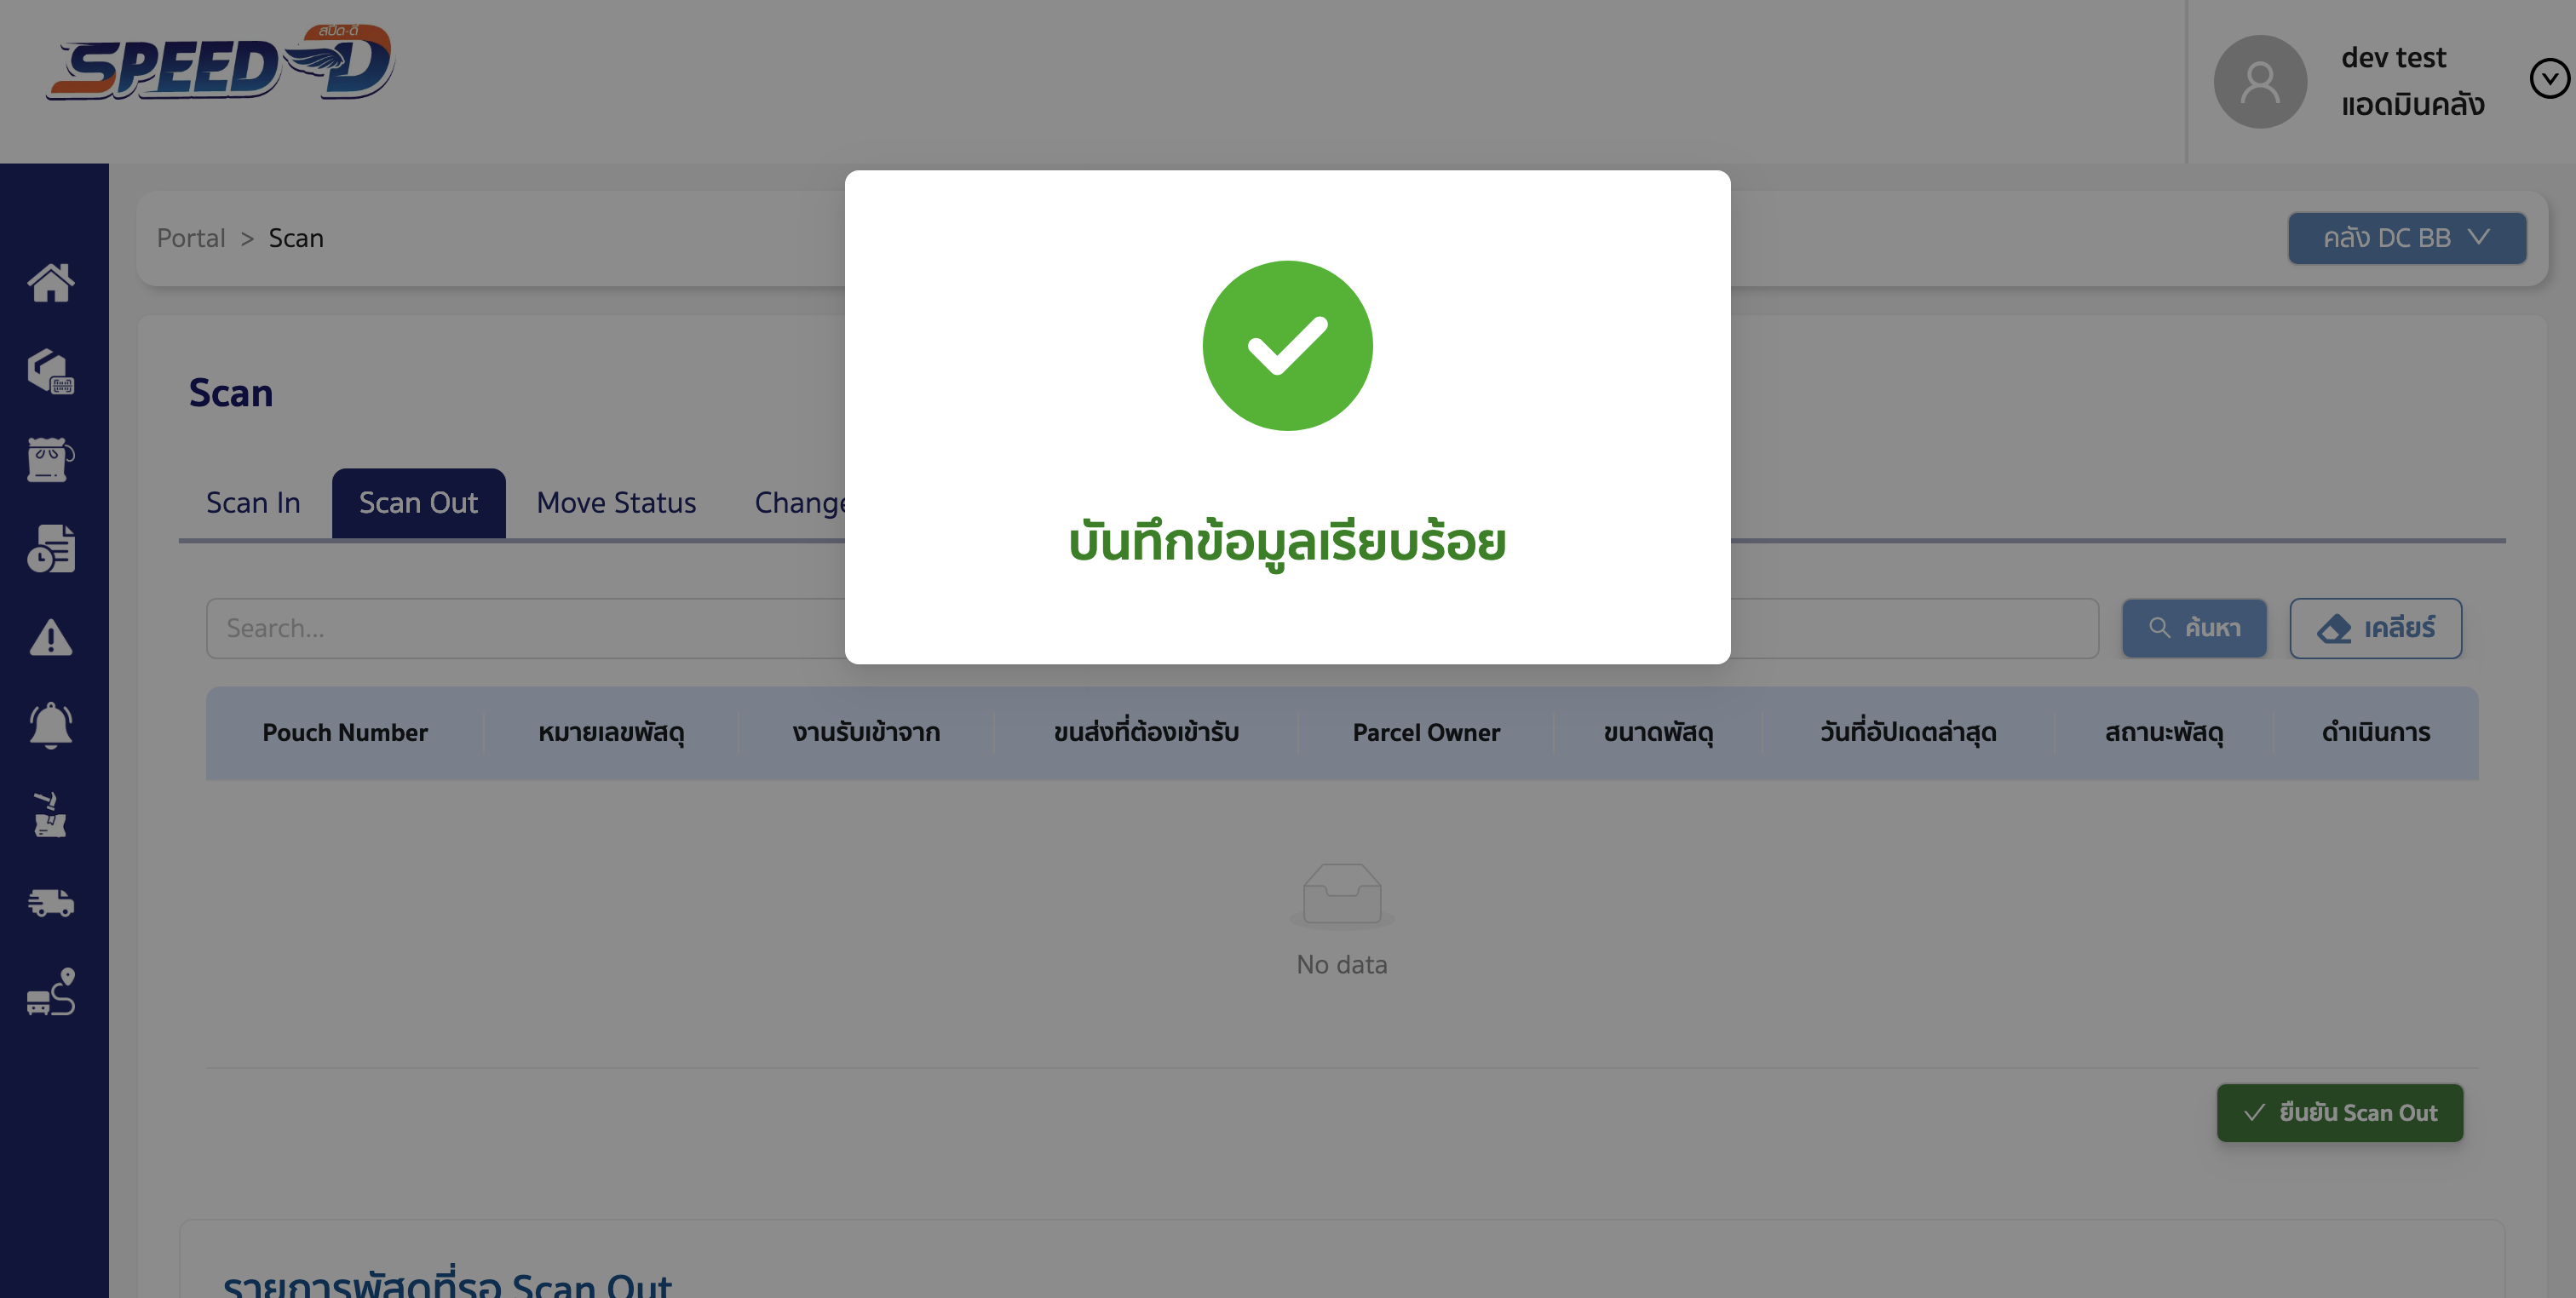 สปีด-ดี
SPEED-D
dev test
แอดมินคลัง
Portal > Scan
คลัง DC BB
Scan
Scan In
Scan Out
Move Status
Change
บันทึกข้อมูลเรียบร้อย
Search...
ค้นหา
เคลียร์
Pouch Number
หมายเลขพัสดุ
งานรับเข้าจาก
ขนส่งที่ต้องเข้ารับ
Parcel Owner
ขนาดพัสดุ
วันที่อัปเดตล่าสุด
สถานะพัสดุ
ดำเนินการ
No data
ยืนยัน Scan Out
รายการพัสดุที่รอ Scan Out